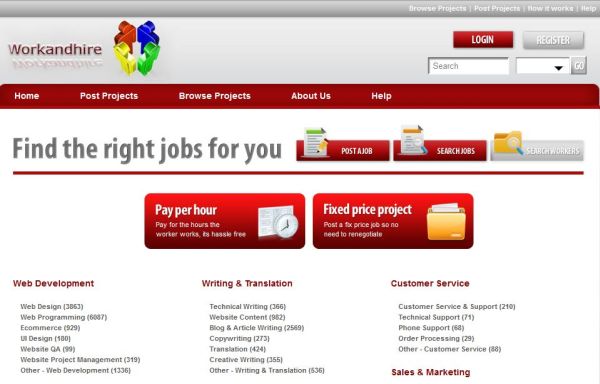 Browse Projects | Post Projects | How it works | Help
Workandhire
LOGIN
REGISTER
Search
GO
Home
Post Projects
Browse Projects
About Us
Help
Find the right jobs for you
POST A JOB
SEARCH JOBS
SEARCH WORKERS
Pay per hour
Pay for the hours the
worker works, its hassle free
Fixed price project
Post a fix price job so no
need to renegotiate
Web Development
Web Design (3863)
Web Programming (6087)
Ecommerce (929)
UI Design (180)
Website QA (99)
Website Project Management (319)
Other - Web Development (1336)
Writing & Translation
Technical Writing (366)
Website Content (982)
Blog & Article Writing (2569)
Copywriting (273)
Translation (424)
Creative Writing (355)
Other - Writing & Translation (536)
Customer Service
Customer Service & Support (210)
Technical Support (71)
Phone Support (68)
Order Processing (29)
Other - Customer Service (88)
Sales & Marketing